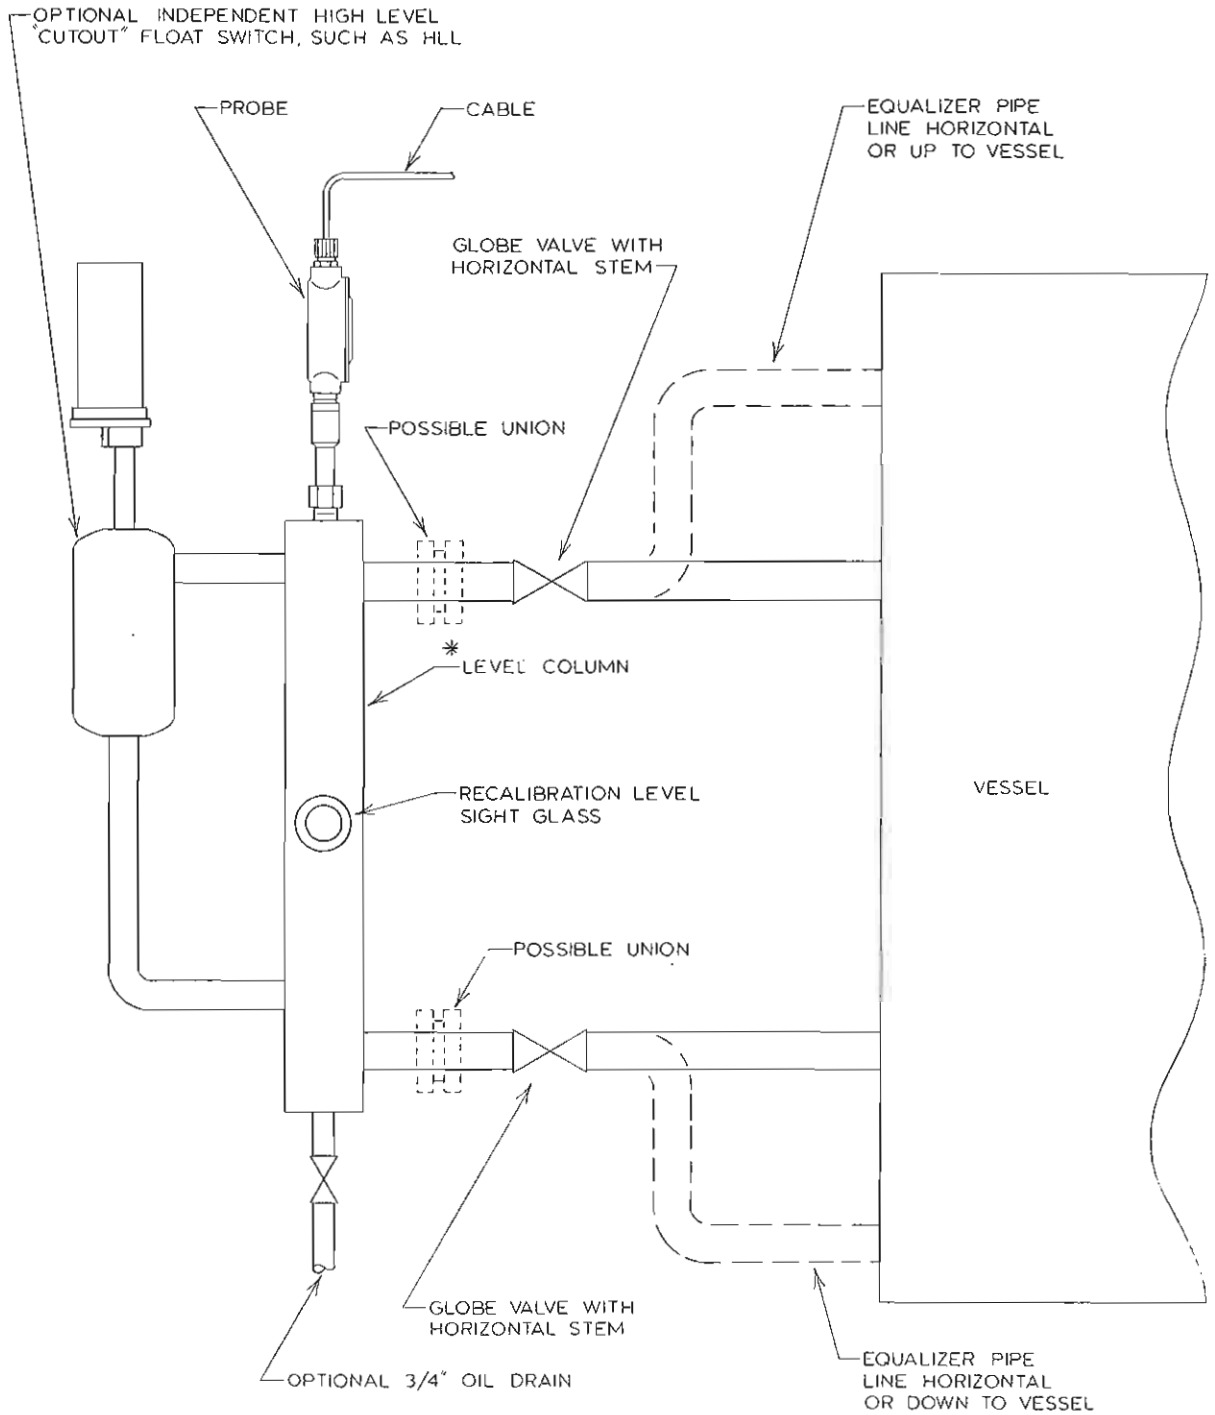 OPTIONAL INDEPENDENT HIGH LEVEL
"CUTOUT" FLOAT SWITCH, SUCH AS HLL
PROBE
CABLE
EQUALIZER PIPE
LINE HORIZONTAL
OR UP TO VESSEL
GLOBE VALVE WITH
HORIZONTAL STEM
POSSIBLE UNION
*
LEVEL COLUMN
RECALIBRATION LEVEL
SIGHT GLASS
VESSEL
POSSIBLE UNION
GLOBE VALVE WITH
HORIZONTAL STEM
OPTIONAL 3/4" OIL DRAIN
EQUALIZER PIPE
LINE HORIZONTAL
OR DOWN TO VESSEL